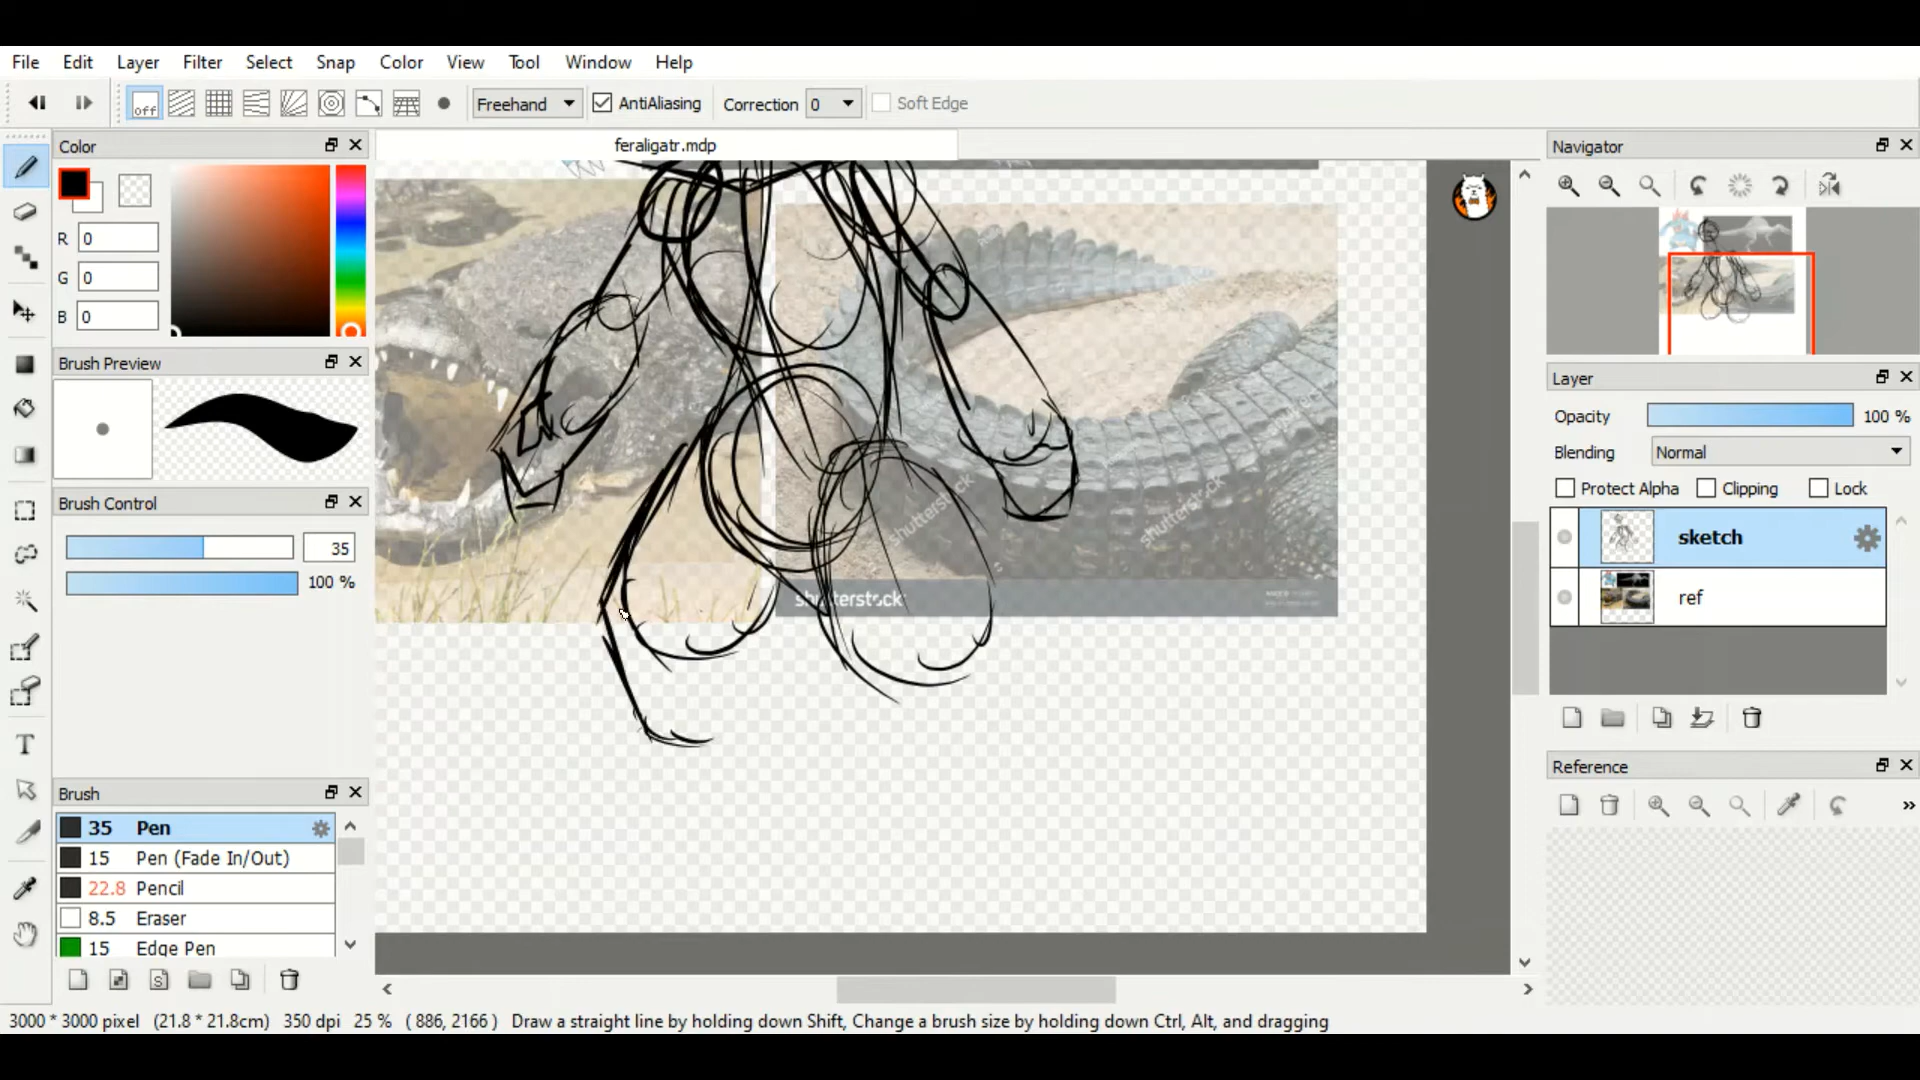 File Edit Layer Filter Select Snap Color View Tool Window Help
off Freehand AntiAliasing Correction 0 Soft Edge
Color
R 0
G 0
B 0
Brush Preview
Brush Control
35
100 %
Brush
35 Pen
15 Pen (Fade In/Out)
22.8 Pencil
8.5 Eraser
15 Edge Pen
feraligatr.mdp
shutterstock
shutterstock
shutterstock
Navigator
Layer
Opacity 100 %
Blending Normal
Protect Alpha Clipping Lock
sketch
ref
Reference
3000 * 3000 pixel (21.8 * 21.8cm) 350 dpi 25 % ( 886, 2166 ) Draw a straight line by holding down Shift, Change a brush size by holding down Ctrl, Alt, and dragging